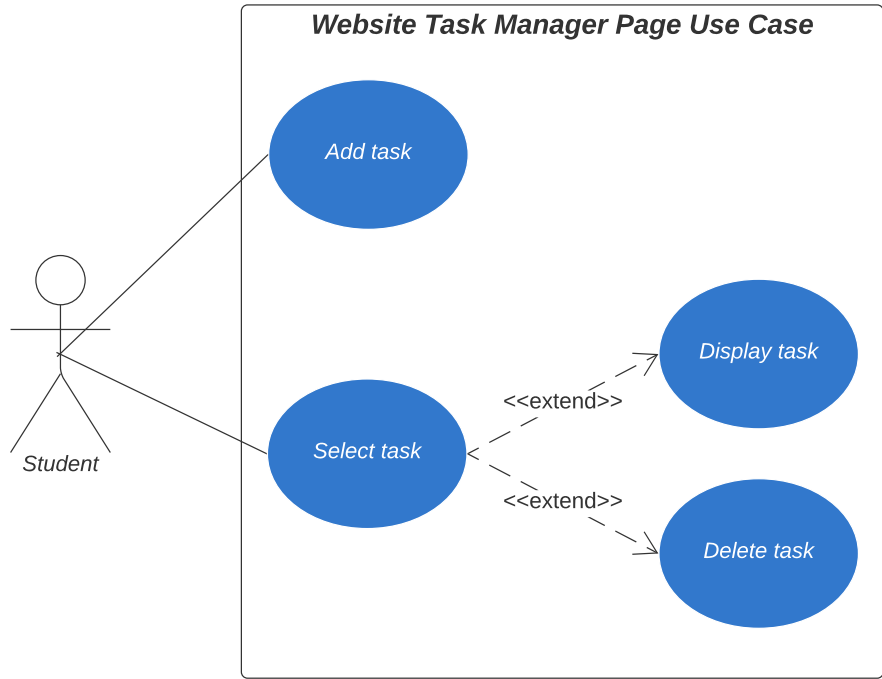 Website Task Manager Page Use Case
Add task
Display task
<<extend>>
Select task
Student
<<extend>>
Delete task